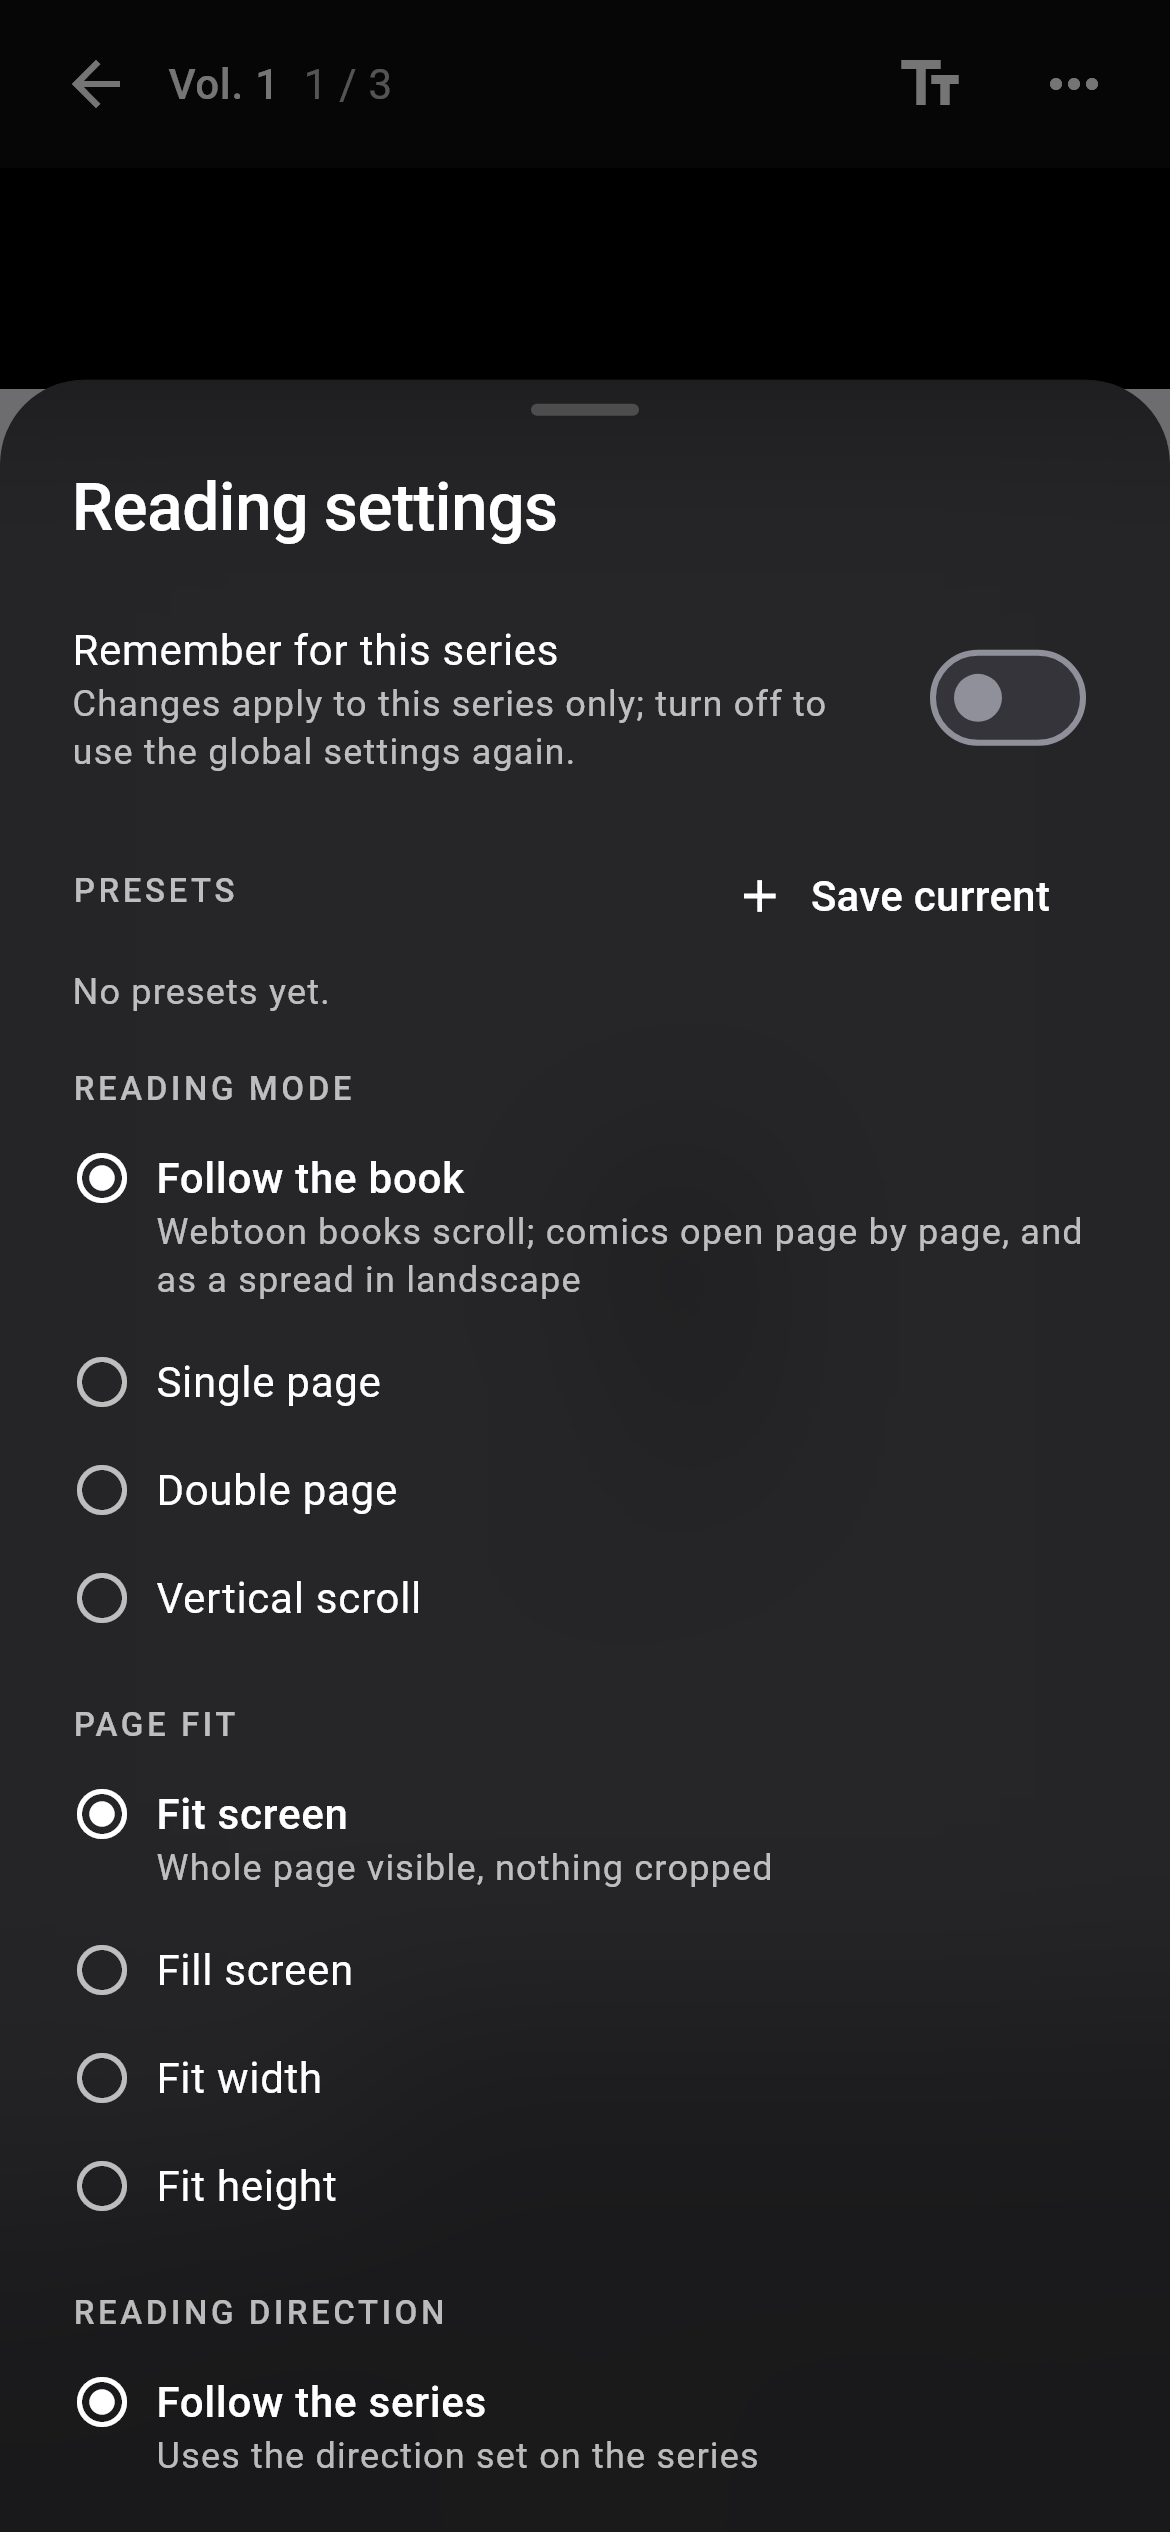 Vol. 1 1 / 3
Reading settings
Remember for this series
Changes apply to this series only; turn off to
use the global settings again.
PRESETS
Save current
No presets yet.
READING MODE
Follow the book
Webtoon books scroll; comics open page by page, and
as a spread in landscape
Single page
Double page
Vertical scroll
PAGE FIT
Fit screen
Whole page visible, nothing cropped
Fill screen
Fit width
Fit height
READING DIRECTION
Follow the series
Uses the direction set on the series